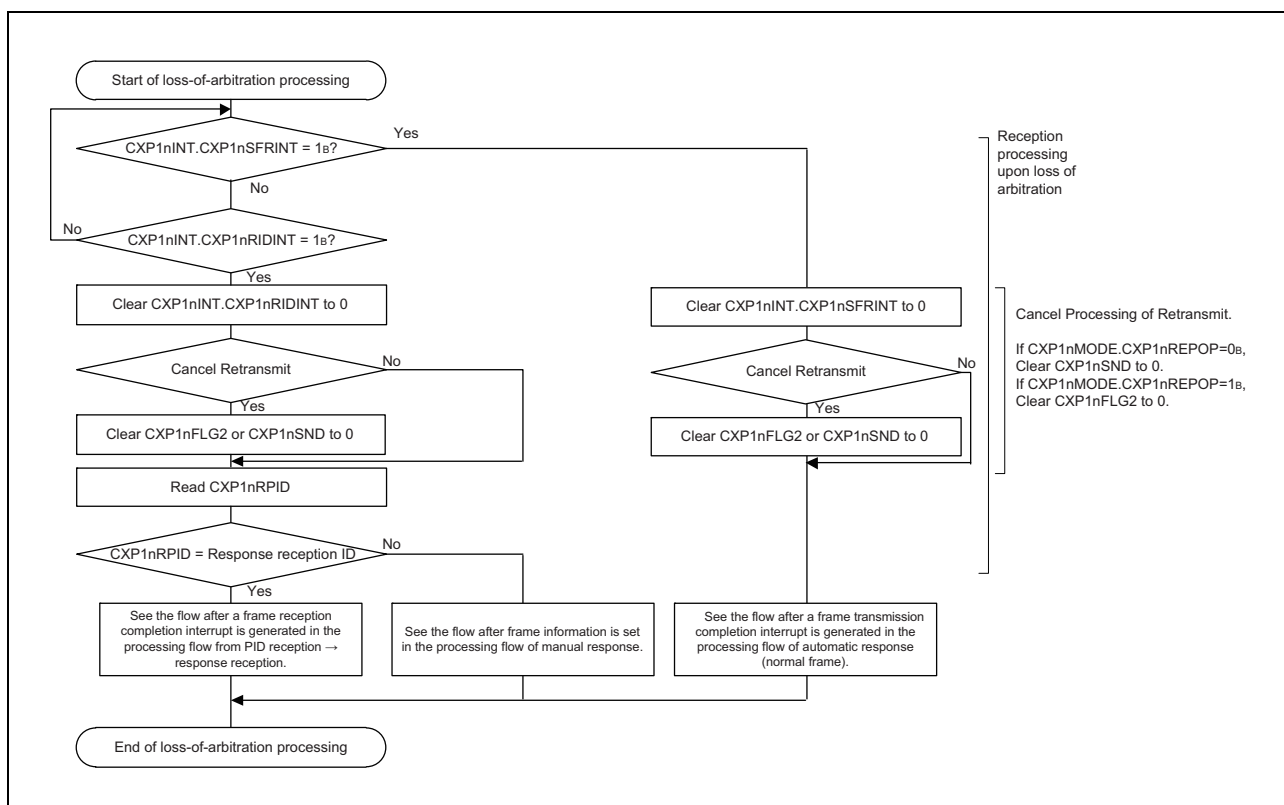 Start of loss-of-arbitration processing
CXP1nINT.CXP1nSFRINT = 1B?
Yes
No
CXP1nINT.CXP1nRIDINT = 1B?
No
Yes
Clear CXP1nINT.CXP1nRIDINT to 0
Cancel Retransmit
No
Yes
Clear CXP1nFLG2 or CXP1nSND to 0
Read CXP1nRPID
CXP1nRPID = Response reception ID
No
Yes
See the flow after a frame reception
completion interrupt is generated in the
processing flow from PID reception →
response reception.
See the flow after frame information is set
in the processing flow of manual response.
Clear CXP1nINT.CXP1nSFRINT to 0
Cancel Retransmit
No
Yes
Clear CXP1nFLG2 or CXP1nSND to 0
See the flow after a frame transmission
completion interrupt is generated in the
processing flow of automatic response
(normal frame).
End of loss-of-arbitration processing
Reception
processing
upon loss of
arbitration
Cancel Processing of Retransmit.
If CXP1nMODE.CXP1nREPOP=0B,
Clear CXP1nSND to 0.
If CXP1nMODE.CXP1nREPOP=1B,
Clear CXP1nFLG2 to 0.